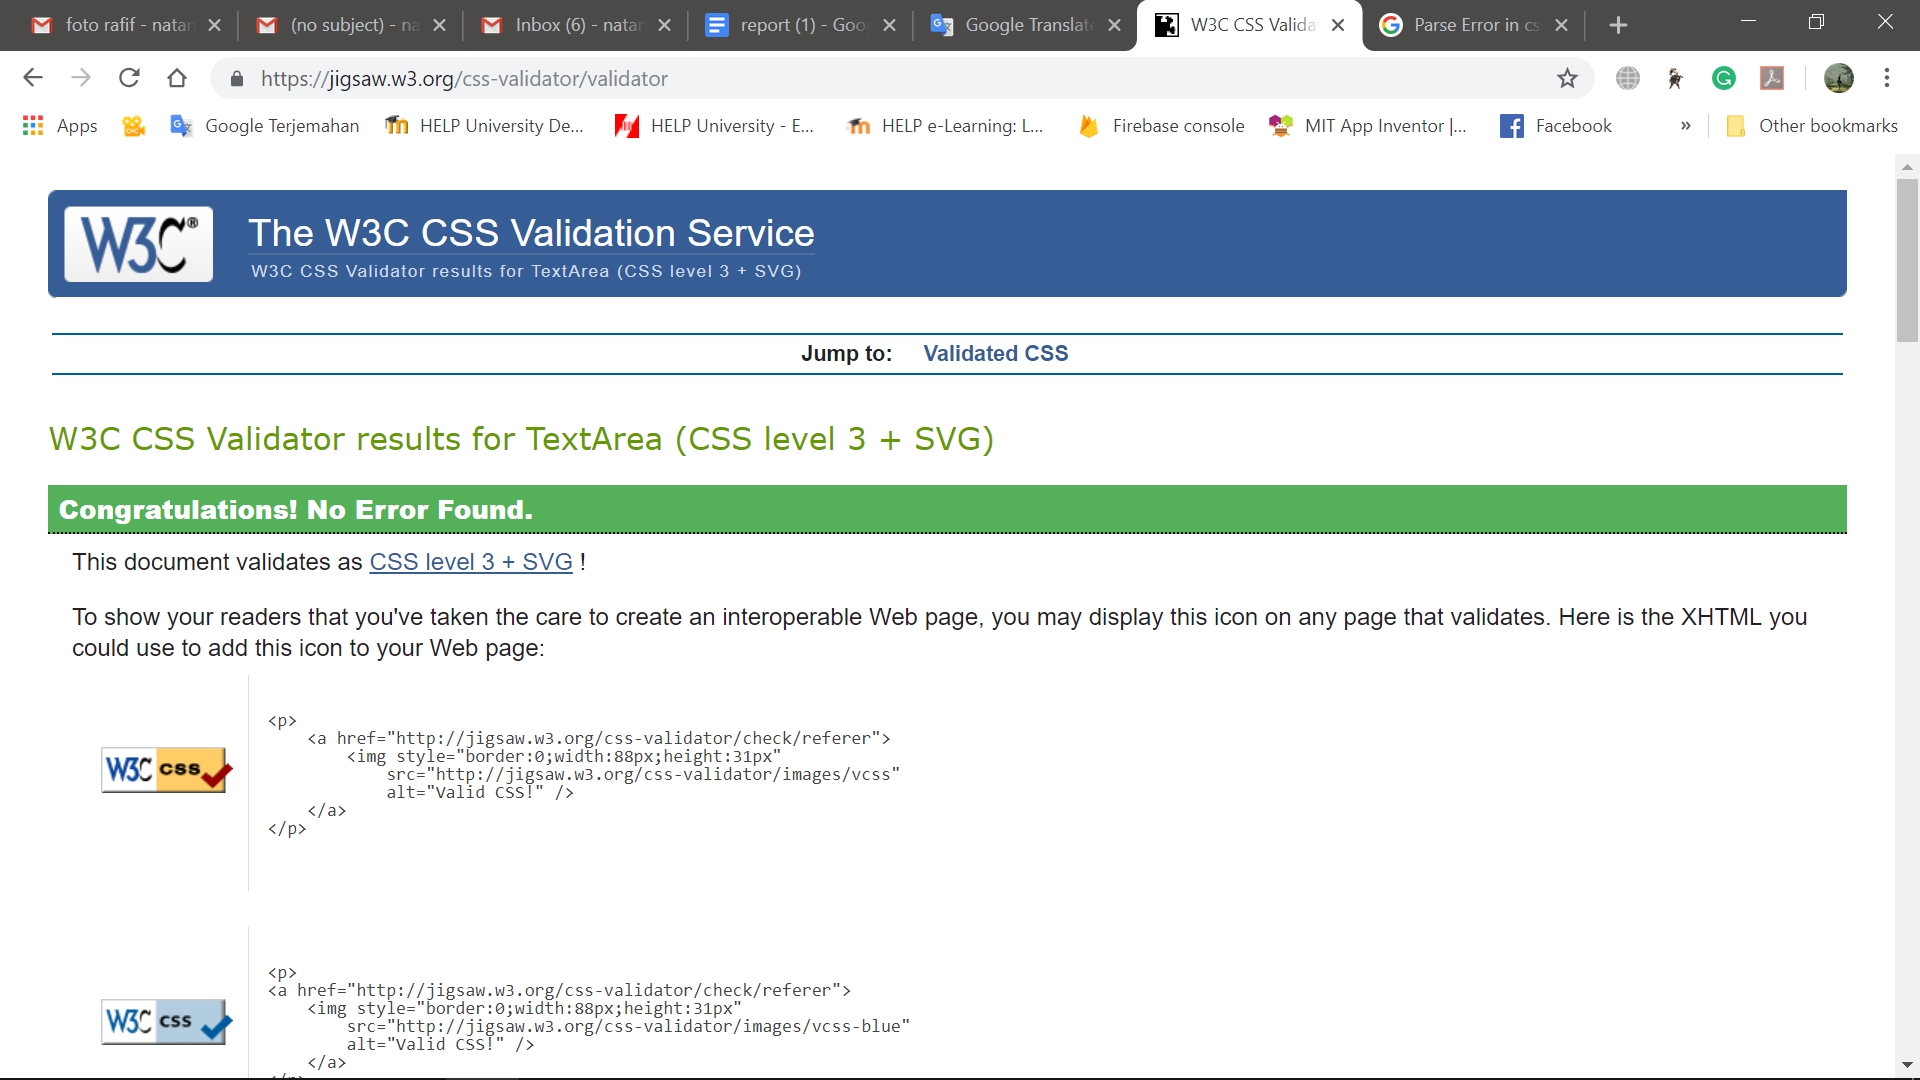 foto rafif - natan
(no subject) - na
Inbox (6) - natan
report (1) - Goo
Google Translate
W3C CSS Valida
Parse Error in cs
https://jigsaw.w3.org/css-validator/validator
Apps
Google Terjemahan
HELP University De...
HELP University - E...
HELP e-Learning: L...
Firebase console
MIT App Inventor |...
Facebook
»
Other bookmarks
W3C®
The W3C CSS Validation Service
W3C CSS Validator results for TextArea (CSS level 3 + SVG)
Jump to: Validated CSS
W3C CSS Validator results for TextArea (CSS level 3 + SVG)
Congratulations! No Error Found.
This document validates as CSS level 3 + SVG !
To show your readers that you've taken the care to create an interoperable Web page, you may display this icon on any page that validates. Here is the XHTML you
could use to add this icon to your Web page:
W3C css
<p>
<a href="http://jigsaw.w3.org/css-validator/check/referer">
<img style="border:0;width:88px;height:31px"
src="http://jigsaw.w3.org/css-validator/images/vcss"
alt="Valid CSS!" />
</a>
</p>
W3C css
<p>
<a href="http://jigsaw.w3.org/css-validator/check/referer">
<img style="border:0;width:88px;height:31px"
src="http://jigsaw.w3.org/css-validator/images/vcss-blue"
alt="Valid CSS!" />
</a>